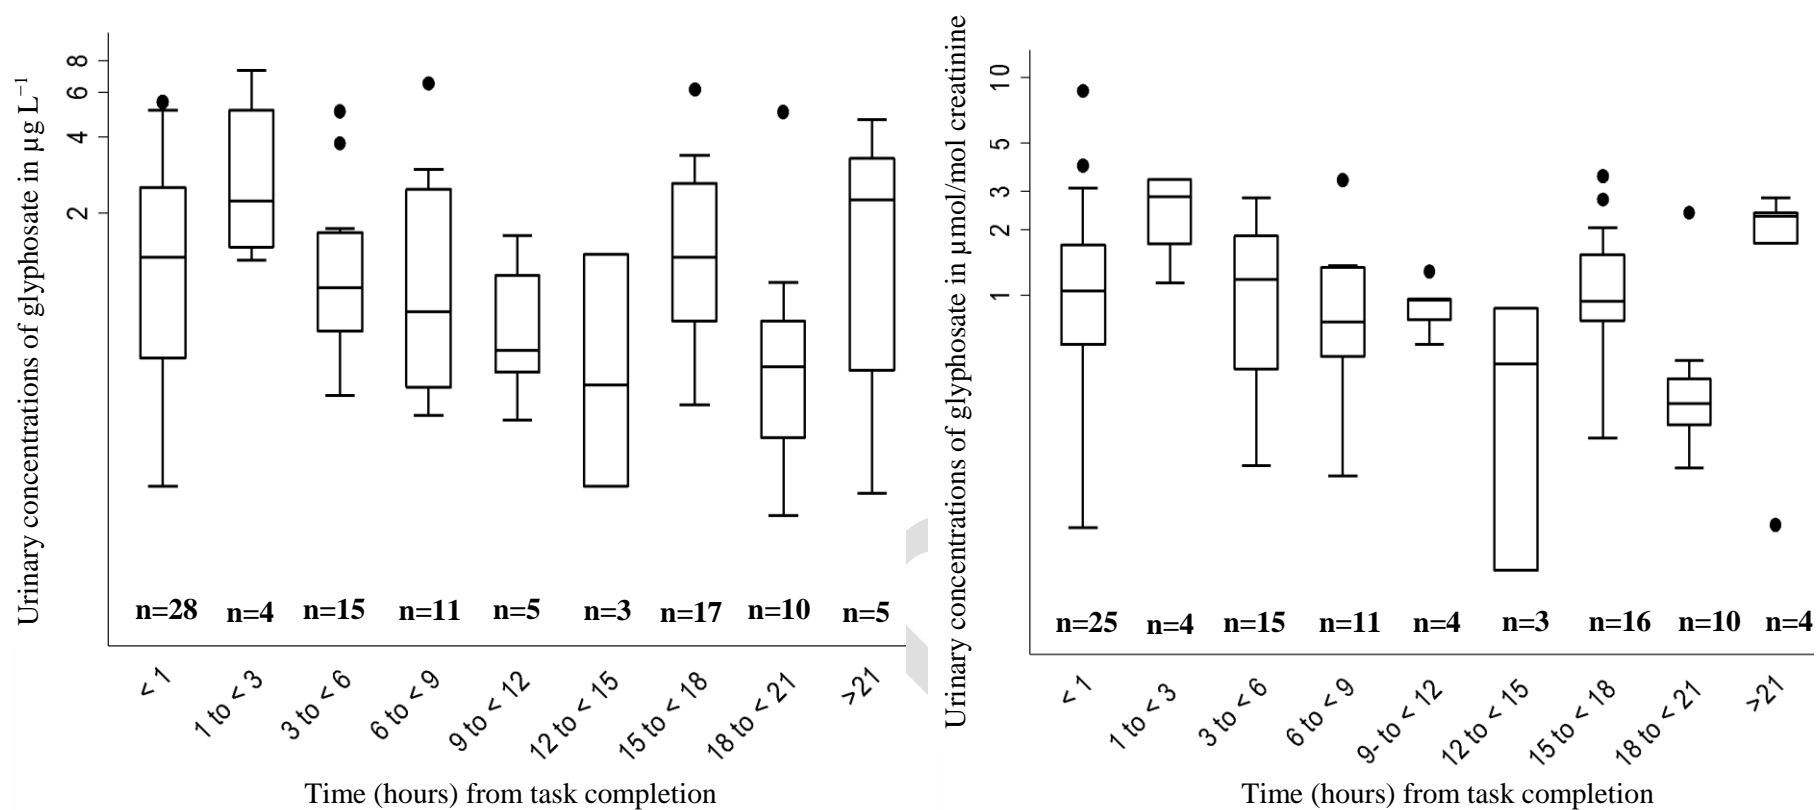 Urinary concentrations of glyphosate in µg L⁻¹
8
6
4
2
n=28 n=4 n=15 n=11 n=5 n=3 n=17 n=10 n=5
< 1
1 to < 3
3 to < 6
6 to < 9
9 to < 12
12 to < 15
15 to < 18
18 to < 21
>21
Time (hours) from task completion
Urinary concentrations of glyphosate in µmol/mol creatinine
10
5
3
2
1
n=25 n=4 n=15 n=11 n=4 n=3 n=16 n=10 n=4
< 1
1 to < 3
3 to < 6
6 to < 9
9- to < 12
12 to < 15
15 to < 18
18 to < 21
>21
Time (hours) from task completion